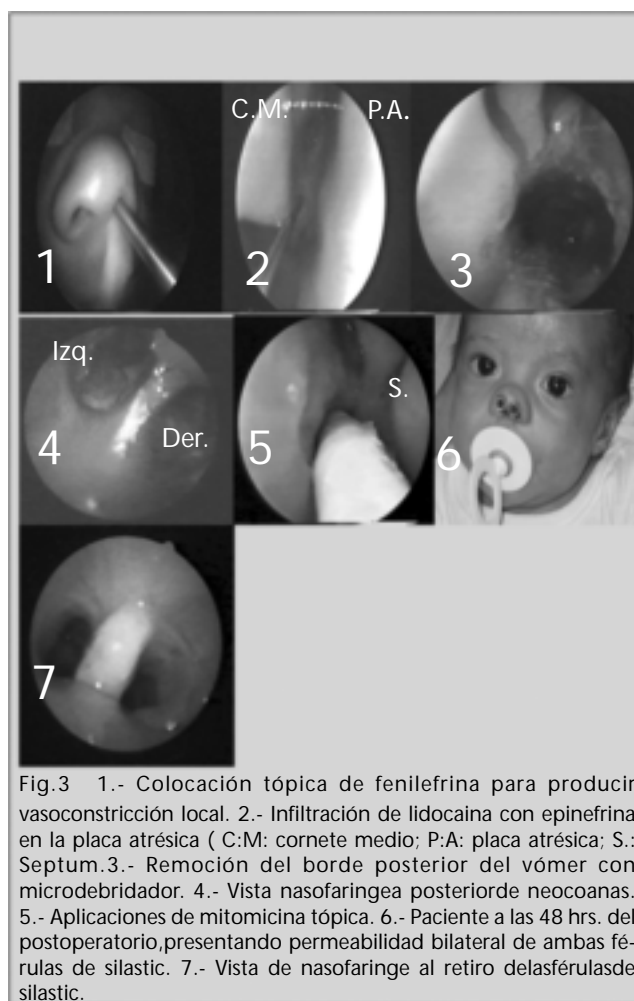 C.M. P.A.
1 2 3
Izq.
Der.
S.
4 5 6
7
Fig.3 1.- Colocación tópica de fenilefrina para producir
vasoconstricción local. 2.- Infiltración de lidocaina con epinefrina
en la placa atrésica ( C:M: cornete medio; P:A: placa atrésica; S.:
Septum.3.- Remoción del borde posterior del vómer con
microdebridador. 4.- Vista nasofaringea posteriorde neocoanas.
5.- Aplicaciones de mitomicina tópica. 6.- Paciente a las 48 hrs. del
postoperatorio,presentando permeabilidad bilateral de ambas fé-
rulas de silastic. 7.- Vista de nasofaringe al retiro delasférulasde
silastic.